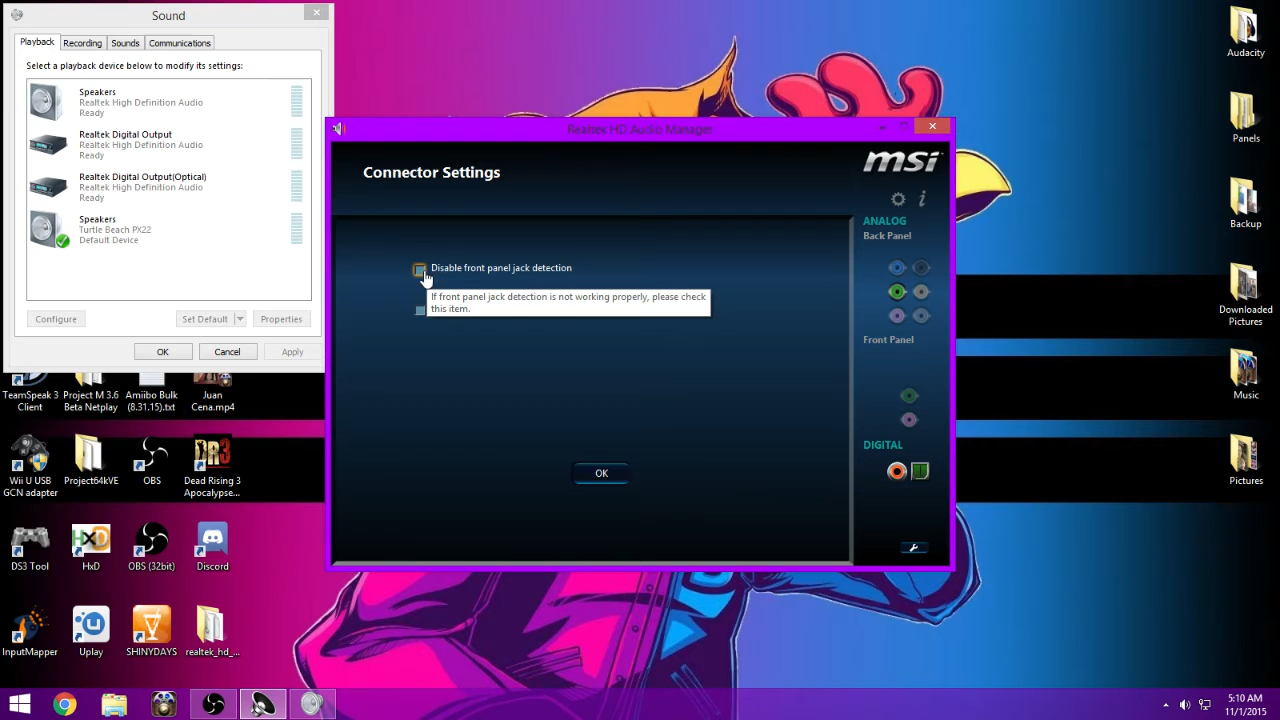 Sound
Playback
Recording
Sounds
Communications
Select a playback device below to modify its settings:
Speakers
Realtek High Definition Audio
Ready
Realtek Digital Output
Realtek High Definition Audio
Ready
Realtek Digital Output(Optical)
Realtek High Definition Audio
Ready
Speakers
Turtle Beach PX22
Default Device
Configure
Set Default
Properties
OK
Cancel
Apply
Realtek HD Audio Manager
Connector Settings
msi
i
Disable front panel jack detection
If front panel jack detection is not working properly, please check
this item.
OK
ANALOG
Back Panel
Front Panel
DIGITAL
Audacity
Panels
Backup
Downloaded
Pictures
Music
Pictures
TeamSpeak 3
Client
Project M 3.6
Beta Netplay
Amiibo Bulk
(8.31.15).txt
Juan
Cena.mp4
Wii U USB
GCN adapter
Project64kVE
OBS
DR3
Dead Rising 3
Apocalypse...
DS3 Tool
HxD
HxD
OBS (32bit)
Discord
InputMapper
Uplay
SHINYDAYS
realtek_hd_...
5:10 AM
11/1/2015